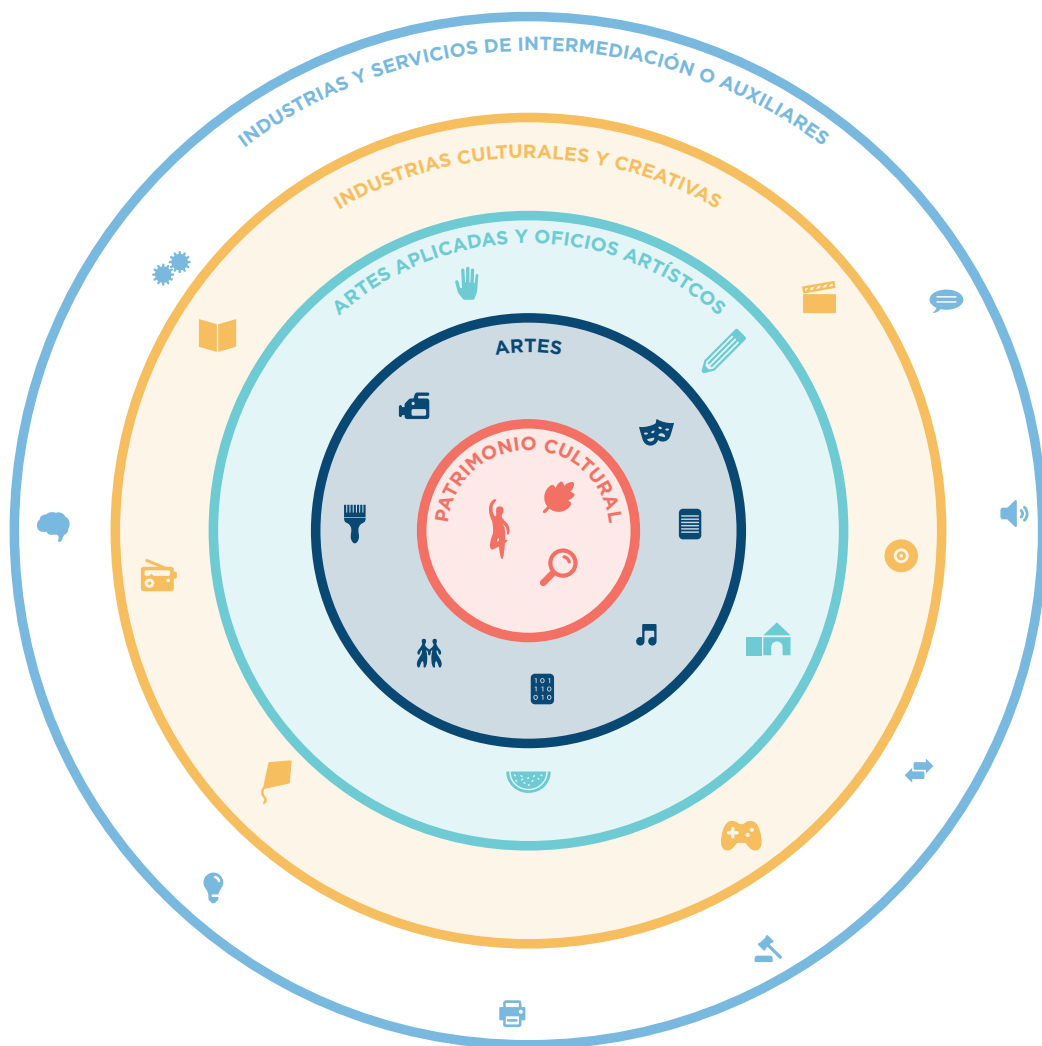 INDUSTRIAS Y SERVICIOS DE INTERMEDIACIÓN O AUXILIARES
INDUSTRIAS CULTURALES Y CREATIVAS
ARTES APLICADAS Y OFICIOS ARTÍSTCOS
ARTES
PATRIMONIO CULTURAL
101
110
010